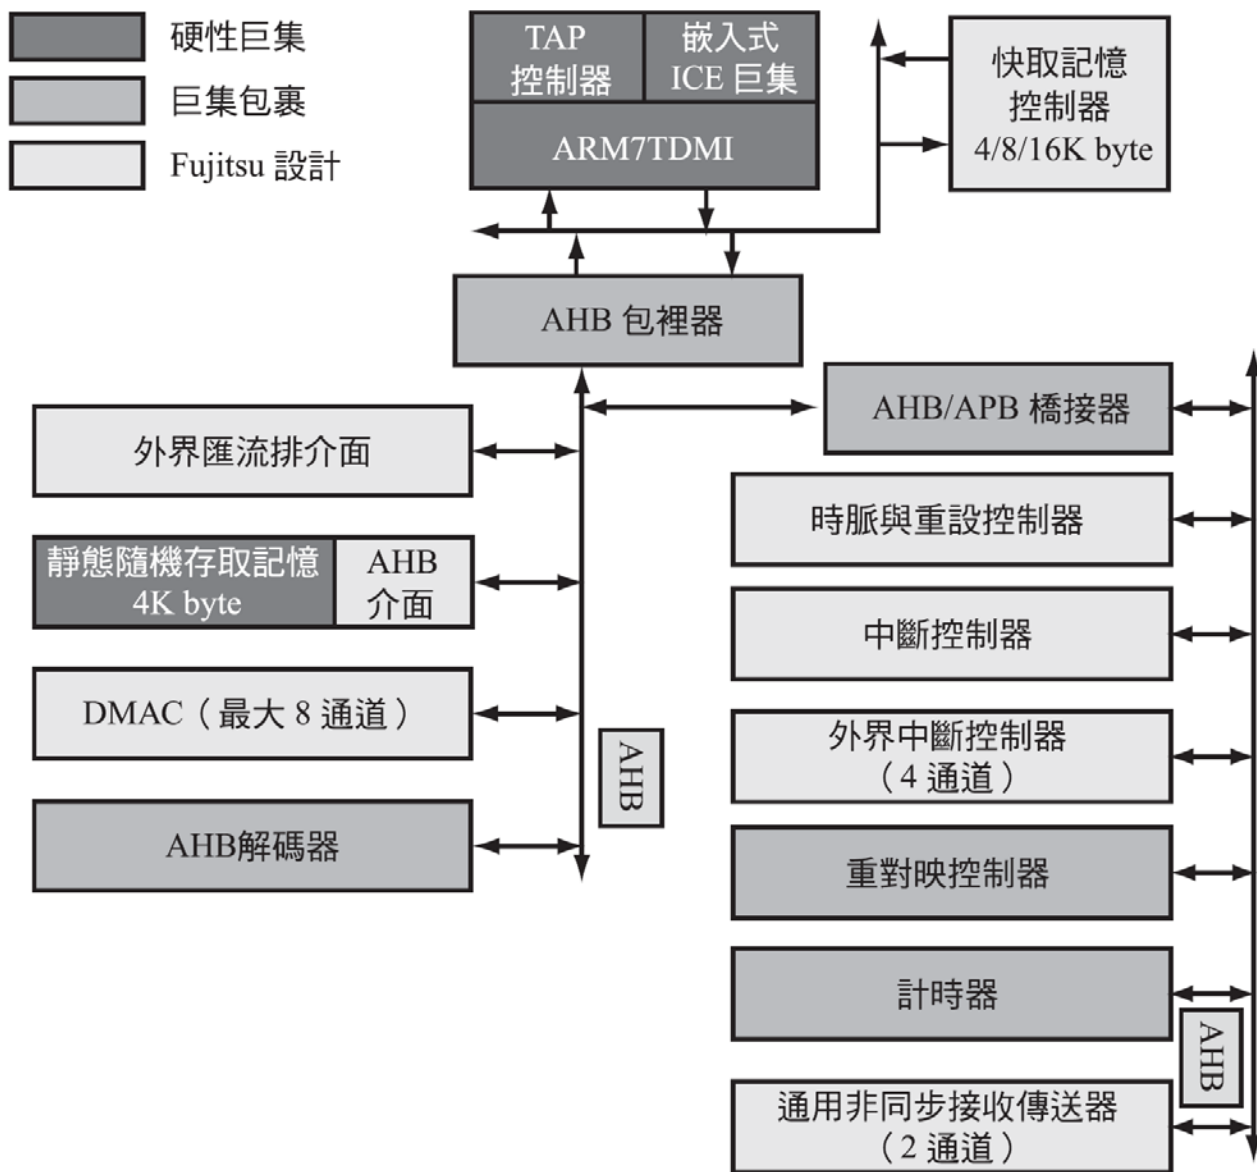 硬性巨集
巨集包裹
Fujitsu 設計
TAP
控制器
嵌入式
ICE 巨集
ARM7TDMI
快取記憶
控制器
4/8/16K byte
AHB 包裡器
AHB/APB 橋接器
外界匯流排介面
靜態隨機存取記憶
4K byte
AHB
介面
DMAC（最大 8 通道）
AHB解碼器
AHB
時脈與重設控制器
中斷控制器
外界中斷控制器
（4 通道）
重對映控制器
計時器
通用非同步接收傳送器
（2 通道）
AHB